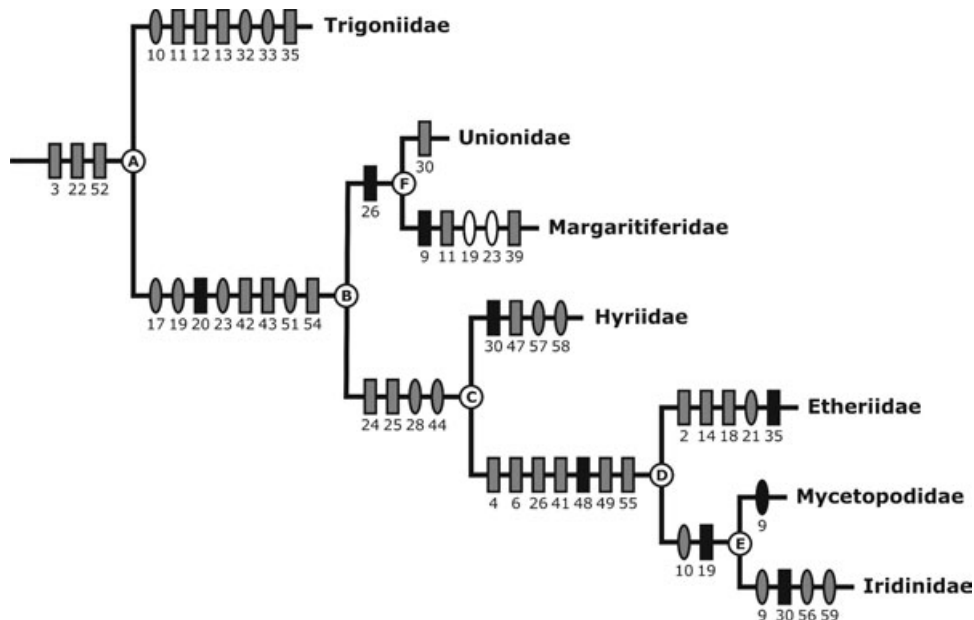 Trigoniidae
10 11 12 13 32 33 35
Unionidae
30
A
3 22 52
F
26
Margaritiferidae
9 11 19 23 39
B
17 19 20 23 42 43 51 54
Hyriidae
30 47 57 58
C
24 25 28 44
Etheriidae
2 14 18 21 35
D
4 6 26 41 48 49 55
Mycetopodidae
9
E
10 19
Iridinidae
9 30 56 59